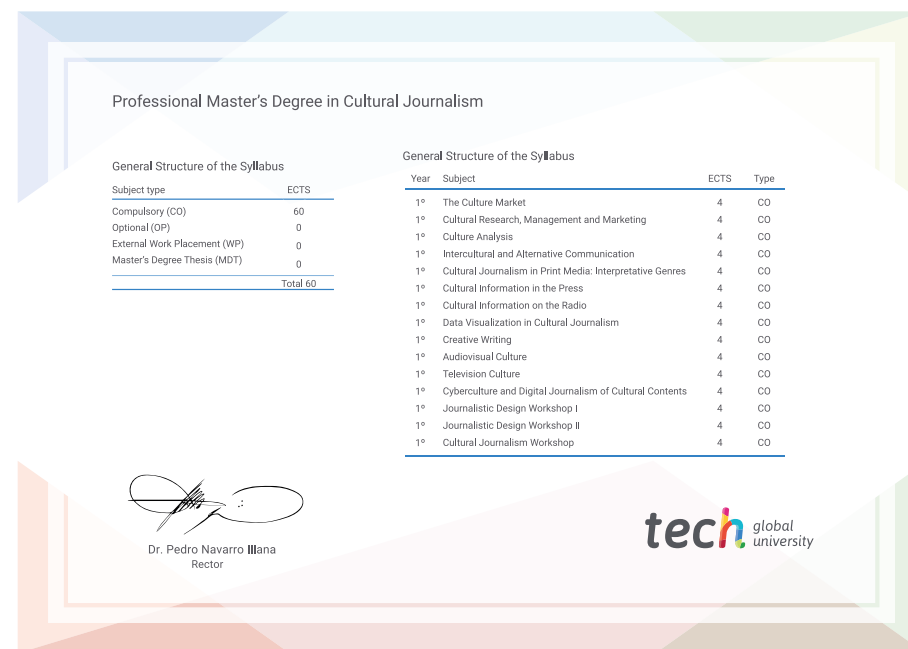 Professional Master's Degree in Cultural Journalism
General Structure of the Syllabus
Subject type ECTS
Compulsory (CO) 60
Optional (OP) 0
External Work Placement (WP) 0
Master's Degree Thesis (MDT) 0
Total 60
General Structure of the Syllabus
Year Subject ECTS Type
1º The Culture Market 4 CO
1º Cultural Research, Management and Marketing 4 CO
1º Culture Analysis 4 CO
1º Intercultural and Alternative Communication 4 CO
1º Cultural Journalism in Print Media: Interpretative Genres 4 CO
1º Cultural Information in the Press 4 CO
1º Cultural Information on the Radio 4 CO
1º Data Visualization in Cultural Journalism 4 CO
1º Creative Writing 4 CO
1º Audiovisual Culture 4 CO
1º Television Culture 4 CO
1º Cyberculture and Digital Journalism of Cultural Contents 4 CO
1º Journalistic Design Workshop I 4 CO
1º Journalistic Design Workshop II 4 CO
1º Cultural Journalism Workshop 4 CO
Dr. Pedro Navarro Illana
Rector
tech global
university